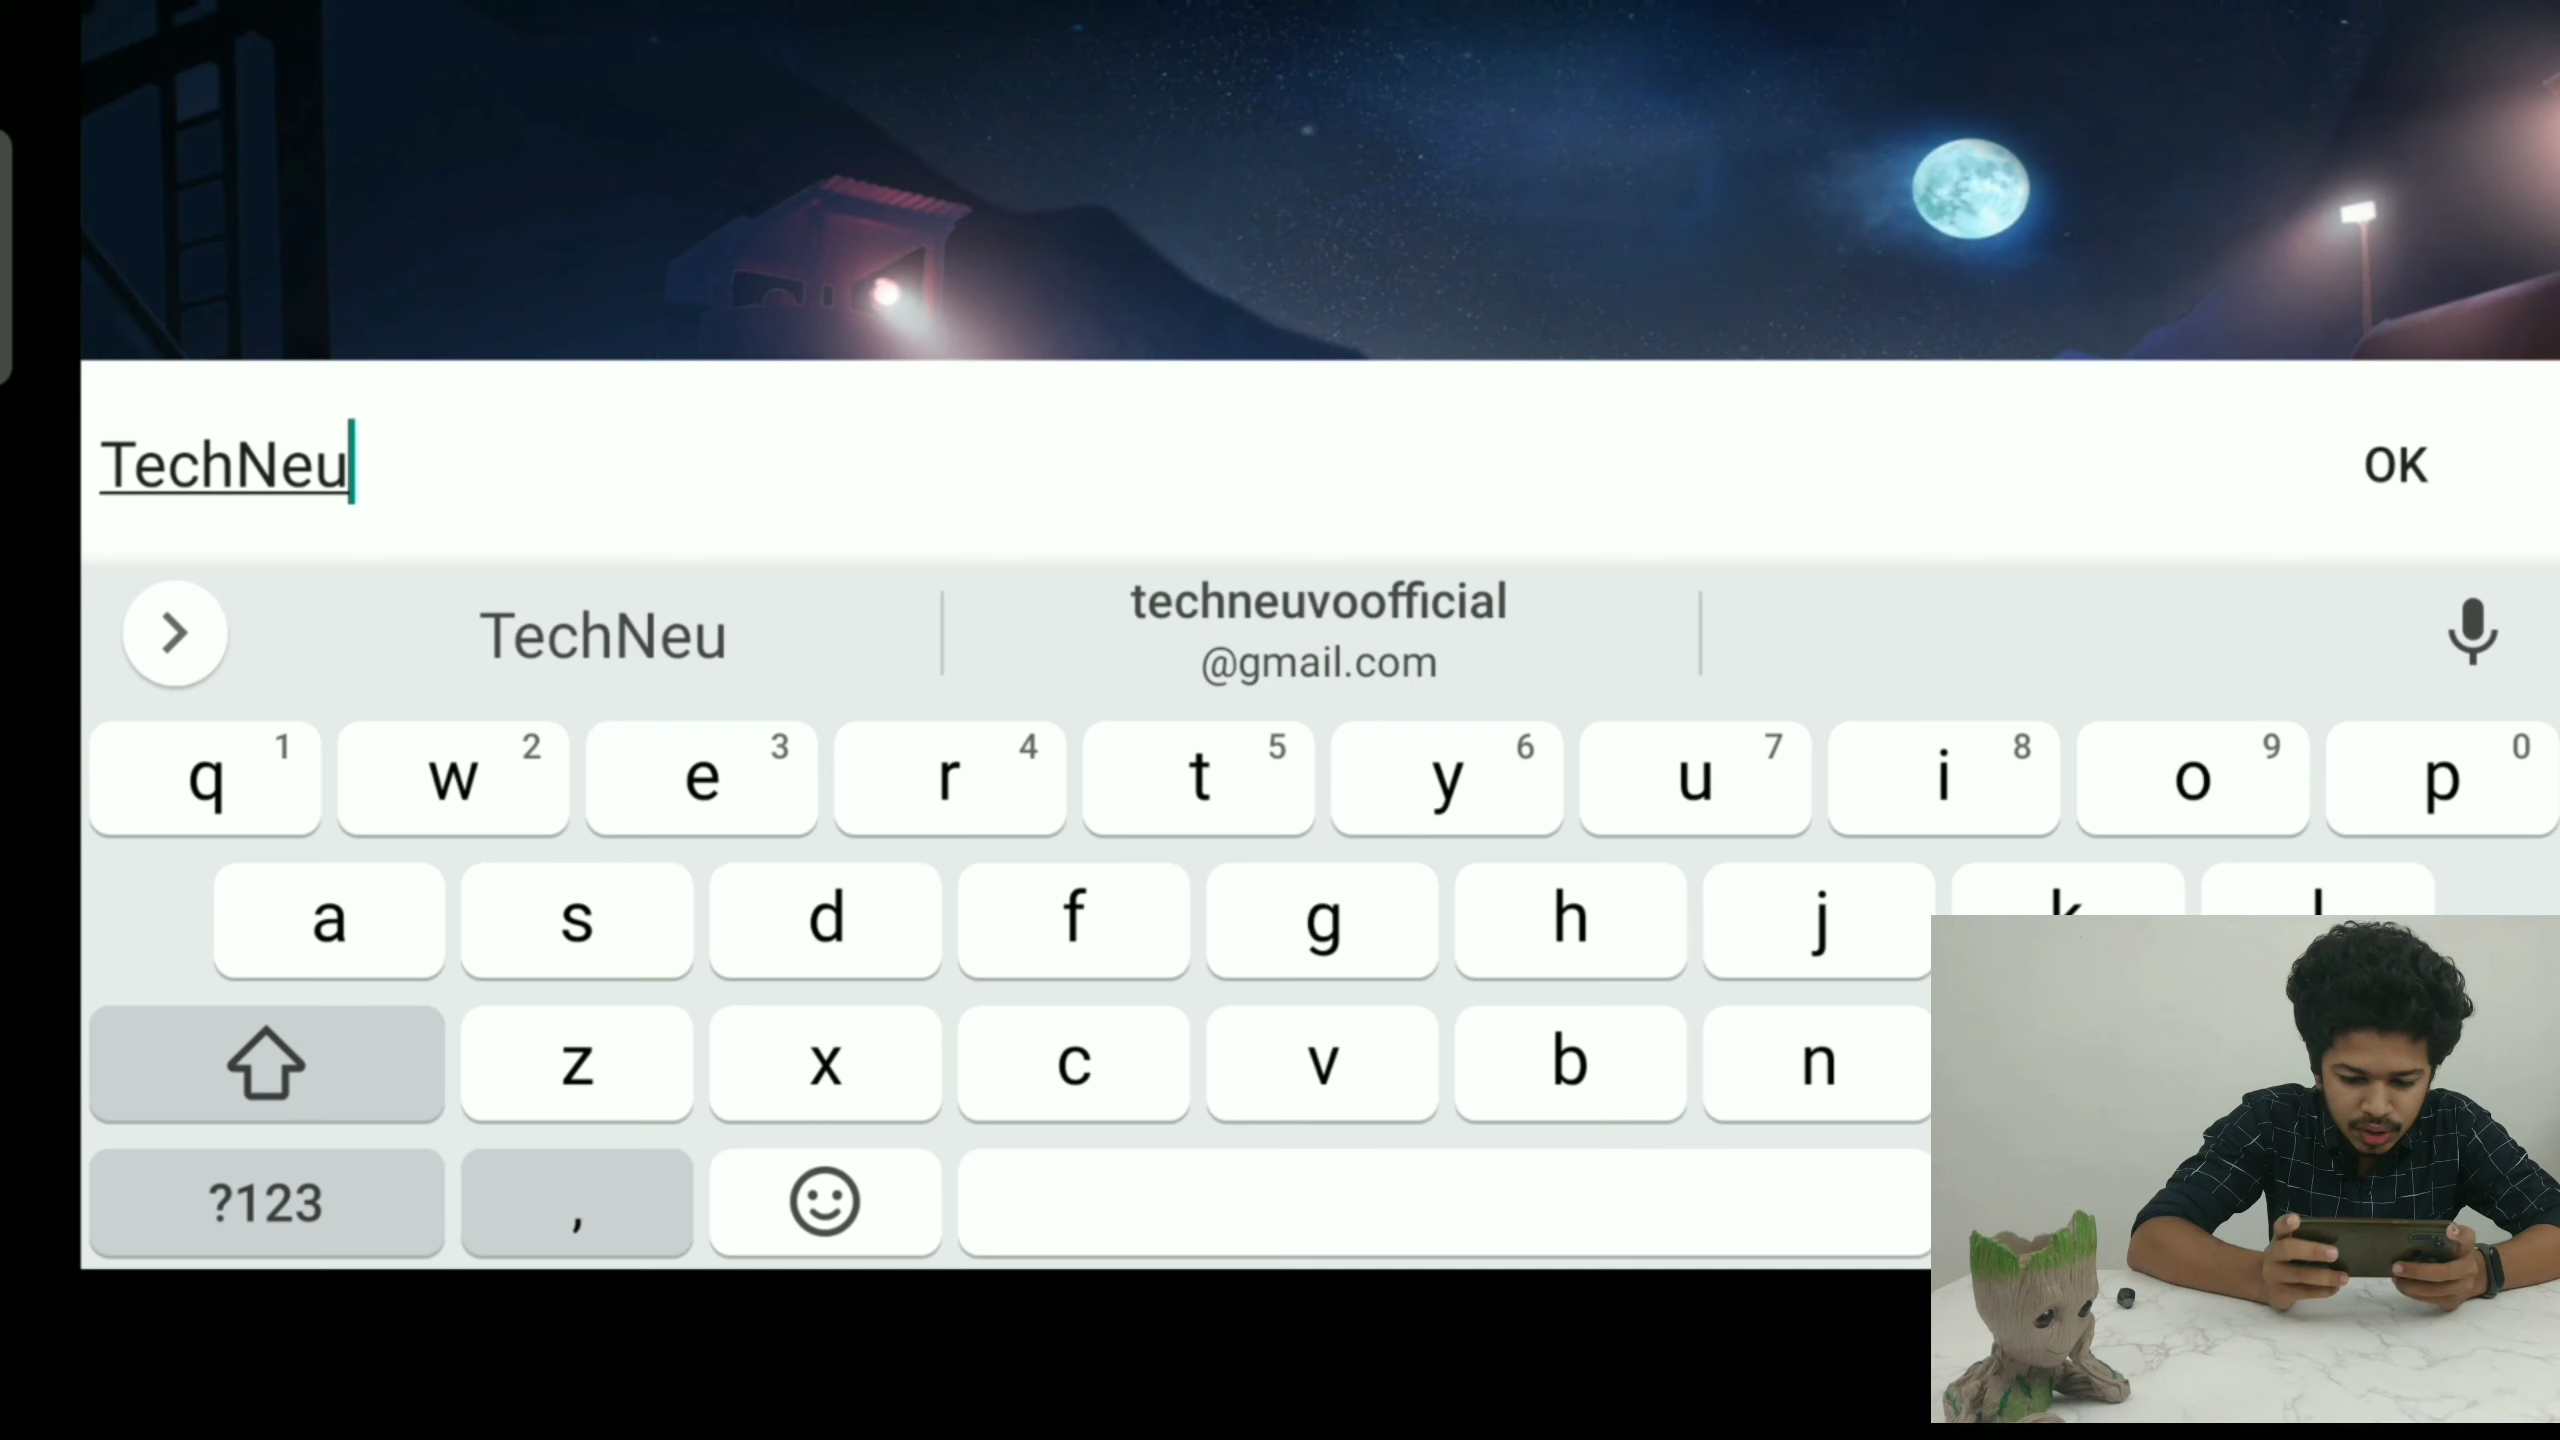 TechNeu
OK
TechNeu
techneuvoofficial
@gmail.com
q 1 w 2 e 3 r 4 t 5 y 6 u 7 i 8 o 9 p 0
a s d f g h j k l
z x c v b n
?123 ,